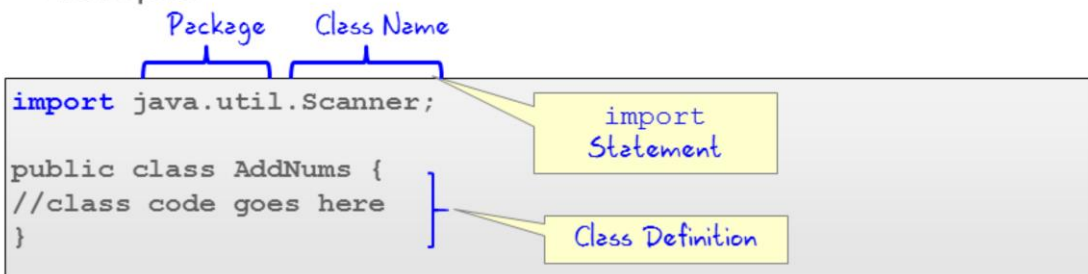 Package Class Name
import java.util.Scanner;
import
Statement
public class AddNums {
//class code goes here
}
Class Definition